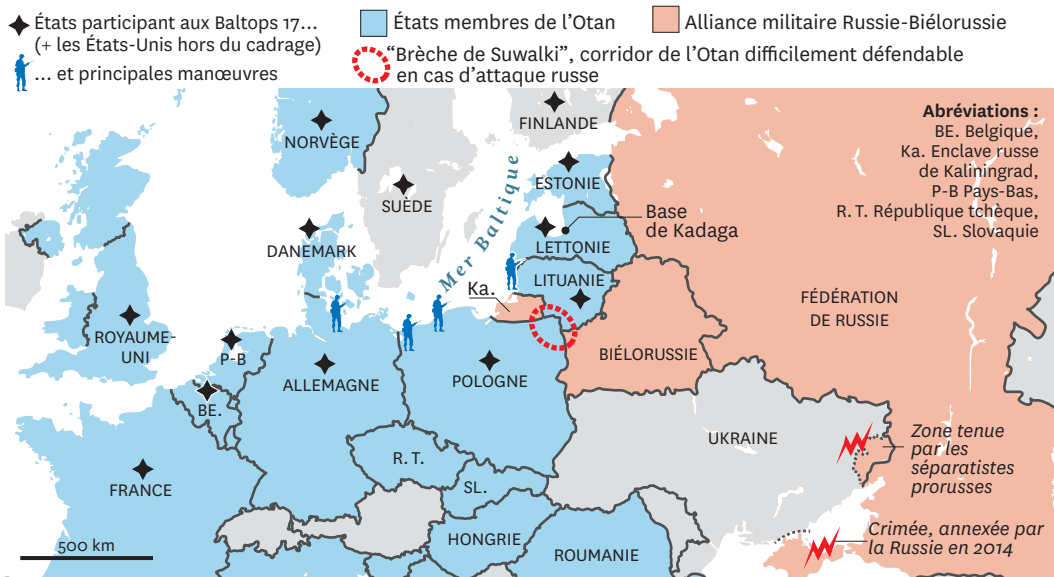 États participant aux Baltops 17...
(+ les États-Unis hors du cadrage)
... et principales manœuvres
États membres de l'Otan
Alliance militaire Russie-Biélorussie
"Brèche de Suwalki", corridor de l'Otan difficilement défendable
en cas d'attaque russe
Abréviations :
BE. Belgique,
Ka. Enclave russe
de Kaliningrad,
P-B Pays-Bas,
R. T. République tchèque,
SL. Slovaquie
FINLANDE
NORVÈGE
ESTONIE
SUÈDE
Mer Baltique
Base
de Kadaga
LETTONIE
DANEMARK
LITUANIE
Ka.
FÉDÉRATION
DE RUSSIE
ROYAUME-
UNI
P-B
BIÉLORUSSIE
ALLEMAGNE
POLOGNE
BE.
UKRAINE
Zone tenue
par les
séparatistes
prorusses
R. T.
SL.
FRANCE
Crimée, annexée par
la Russie en 2014
HONGRIE
ROUMANIE
500 km